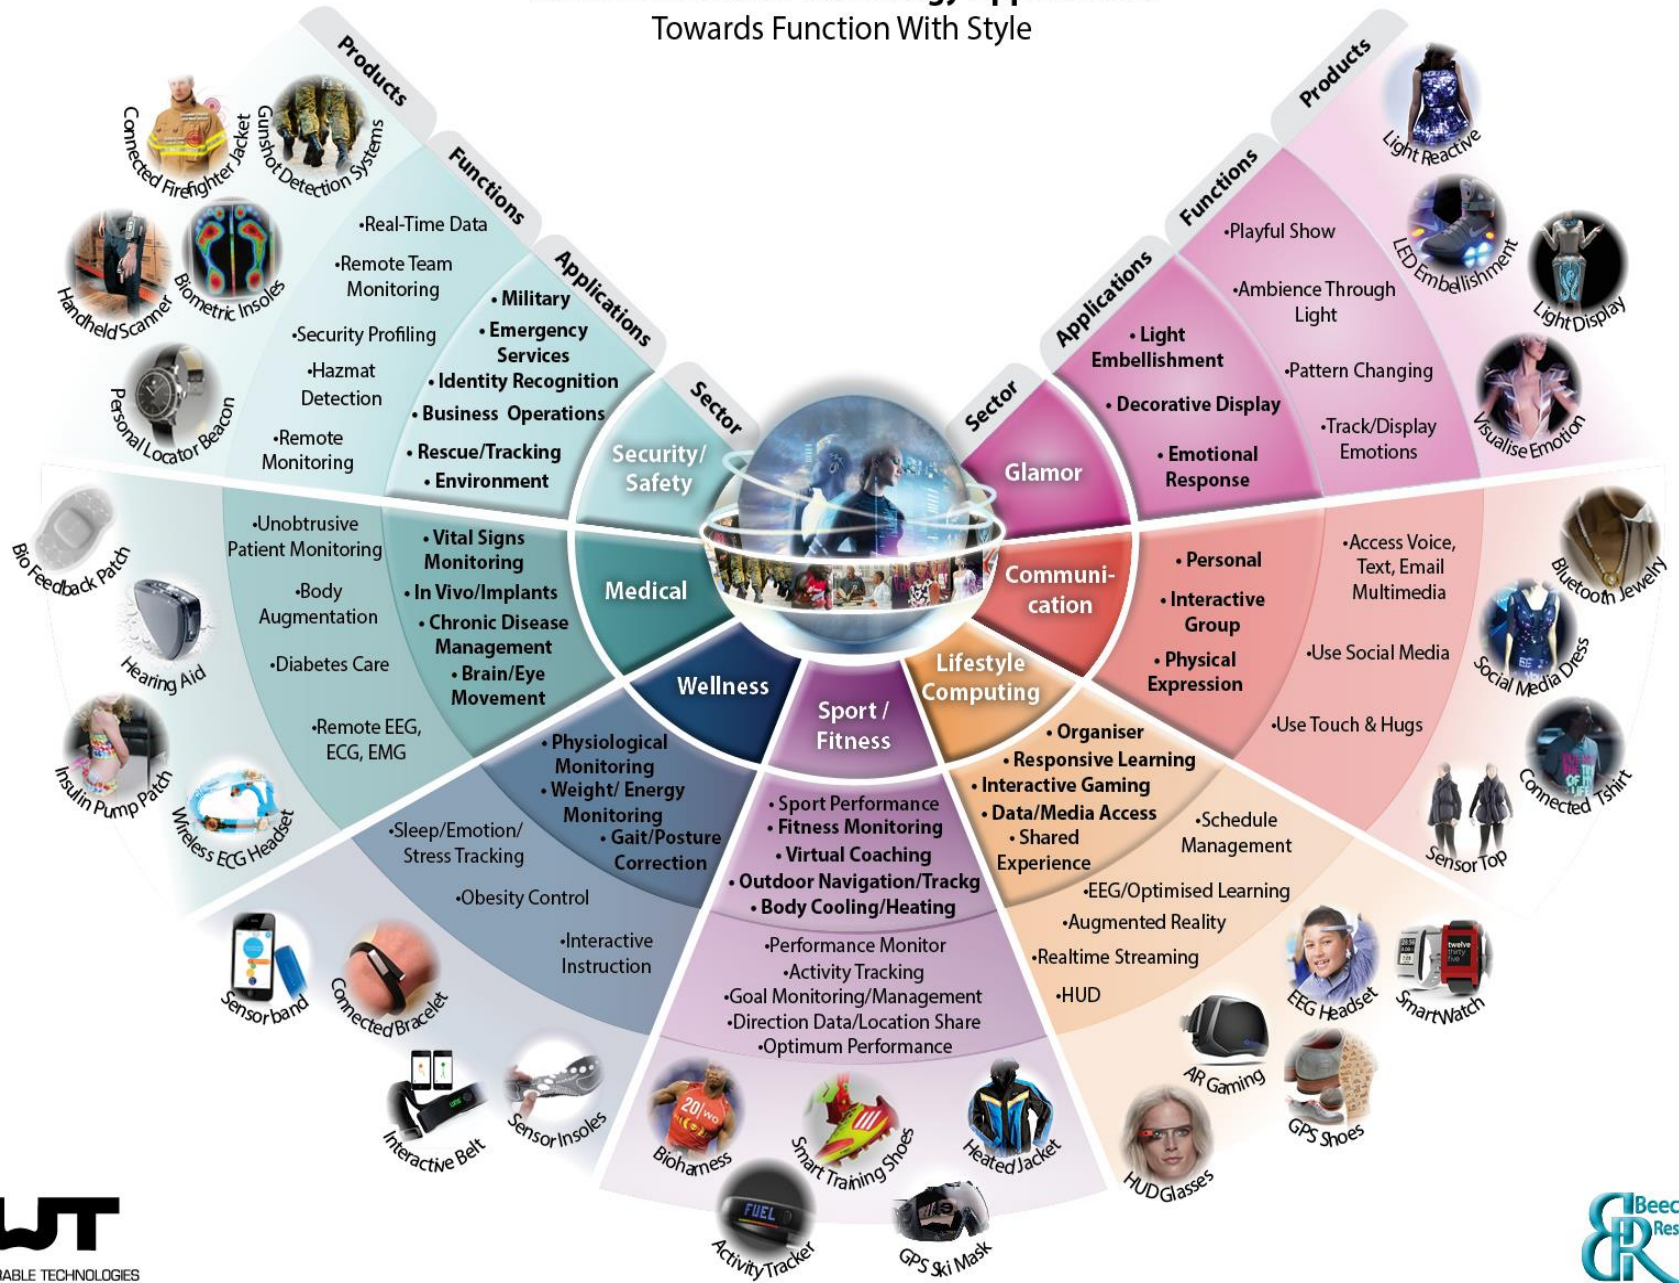 Towards Function With Style
Products
Functions
Applications
Sector
Connected Firefighter Jacket
Gunshot Detection Systems
Handheld Scanner
Biometric Insoles
Personal Locator Beacon
•Real-Time Data
•Remote Team
Monitoring
•Security Profiling
•Hazmat
Detection
•Remote
Monitoring
• Military
• Emergency
Services
• Identity Recognition
• Business Operations
• Rescue/Tracking
• Environment
Security/
Safety
Bio Feedback Patch
Hearing Aid
Insulin Pump Patch
Wireless ECG Headset
•Unobtrusive
Patient Monitoring
•Body
Augmentation
•Diabetes Care
•Remote EEG,
ECG, EMG
• Vital Signs
Monitoring
• In Vivo/Implants
• Chronic Disease
Management
• Brain/Eye
Movement
Medical
Wellness
• Physiological
Monitoring
• Weight/ Energy
Monitoring
• Gait/Posture
Correction
•Sleep/Emotion/
Stress Tracking
•Obesity Control
•Interactive
Instruction
Sensor band
Connected Bracelet
Interactive Belt
Sensor Insoles
Sport /
Fitness
• Sport Performance
• Fitness Monitoring
• Virtual Coaching
• Outdoor Navigation/Trackg
• Body Cooling/Heating
•Performance Monitor
•Activity Tracking
•Goal Monitoring/Management
•Direction Data/Location Share
•Optimum Performance
Bioharness
Smart Training Shoes
Heated Jacket
FUEL
Activity Tracker
GPS Ski Mask
Lifestyle
Computing
• Organiser
• Responsive Learning
• Interactive Gaming
• Data/Media Access
• Shared
Experience
•Schedule
Management
•EEG/Optimised Learning
•Augmented Reality
•Realtime Streaming
•HUD
EEG Headset
twelve
thirty
five
SmartWatch
AR Gaming
GPS Shoes
HUD Glasses
Communi-
cation
• Personal
• Interactive
Group
• Physical
Expression
•Access Voice,
Text, Email
Multimedia
•Use Social Media
•Use Touch & Hugs
Bluetooth Jewelry
Social Media Dress
Connected Tshirt
Sensor Top
Products
Functions
Applications
Sector
Glamor
• Light
Embellishment
• Decorative Display
• Emotional
Response
•Playful Show
•Ambience Through
Light
•Pattern Changing
•Track/Display
Emotions
Light Reactive
LED Embellishment
Light Display
Visualise Emotion
WT
RABLE TECHNOLOGIES
BR
Beec
Res